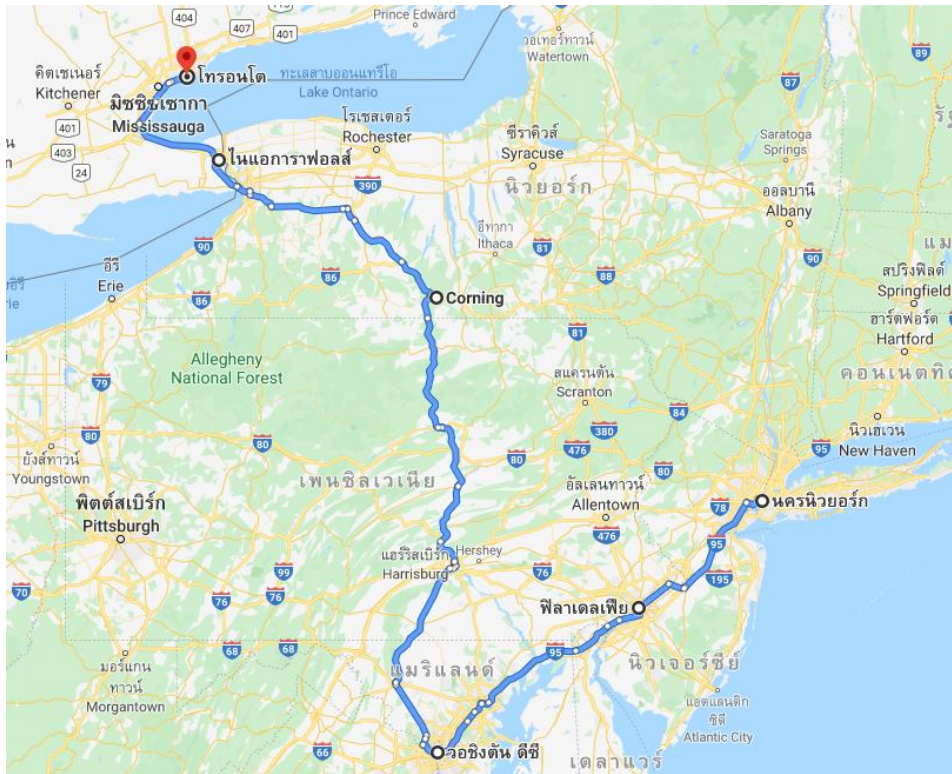 404
407
401
Prince Edward
วอเทอร์ทาวน์
Watertown
โทรอนโต
ทะเลสาบออนแทรีโอ
Lake Ontario
คิตเชเนอร์
Kitchener
มิซซิซเซากา
Mississauga
401
403
24
โรเชสเตอร์
Rochester
ซีราคิวส์
Syracuse
87
89
Saratoga
Springs
ไนแอการาฟอลส์
390
นิวยอร์ก
ออลบานี
Albany
อีทากา
Ithaca
90
81
88
90
แม
สปริงฟิลด์
Springfield
อีรี
Erie
86
86
Corning
81
ฮาร์ตฟอร์ด
Hartford
คอนเนตทิ
Allegheny
National Forest
79
สแครนตัน
Scranton
84
380
476
80
80
80
80
ยังส์ทาวน์
Youngstown
เพนซิลเวเนีย
นิวเฮเวน
New Haven
95
อัลเลนทาวน์
Allentown
78
นครนิวยอร์ก
พิตต์สเบิร์ก
Pittsburgh
476
95
แฮร์ริสเบิร์ก
Harrisburg
Hershey
99
76
195
70
76
76
ฟิลาเดลเฟีย
68
68
95
นิวเจอร์ซีย์
มอร์แกน
ทาวน์
Morgantown
แมริแลนด์
แอตแลนติก
ซิตี
Atlantic City
66
วอชิงตัน ดีซี
เดลาแวร์